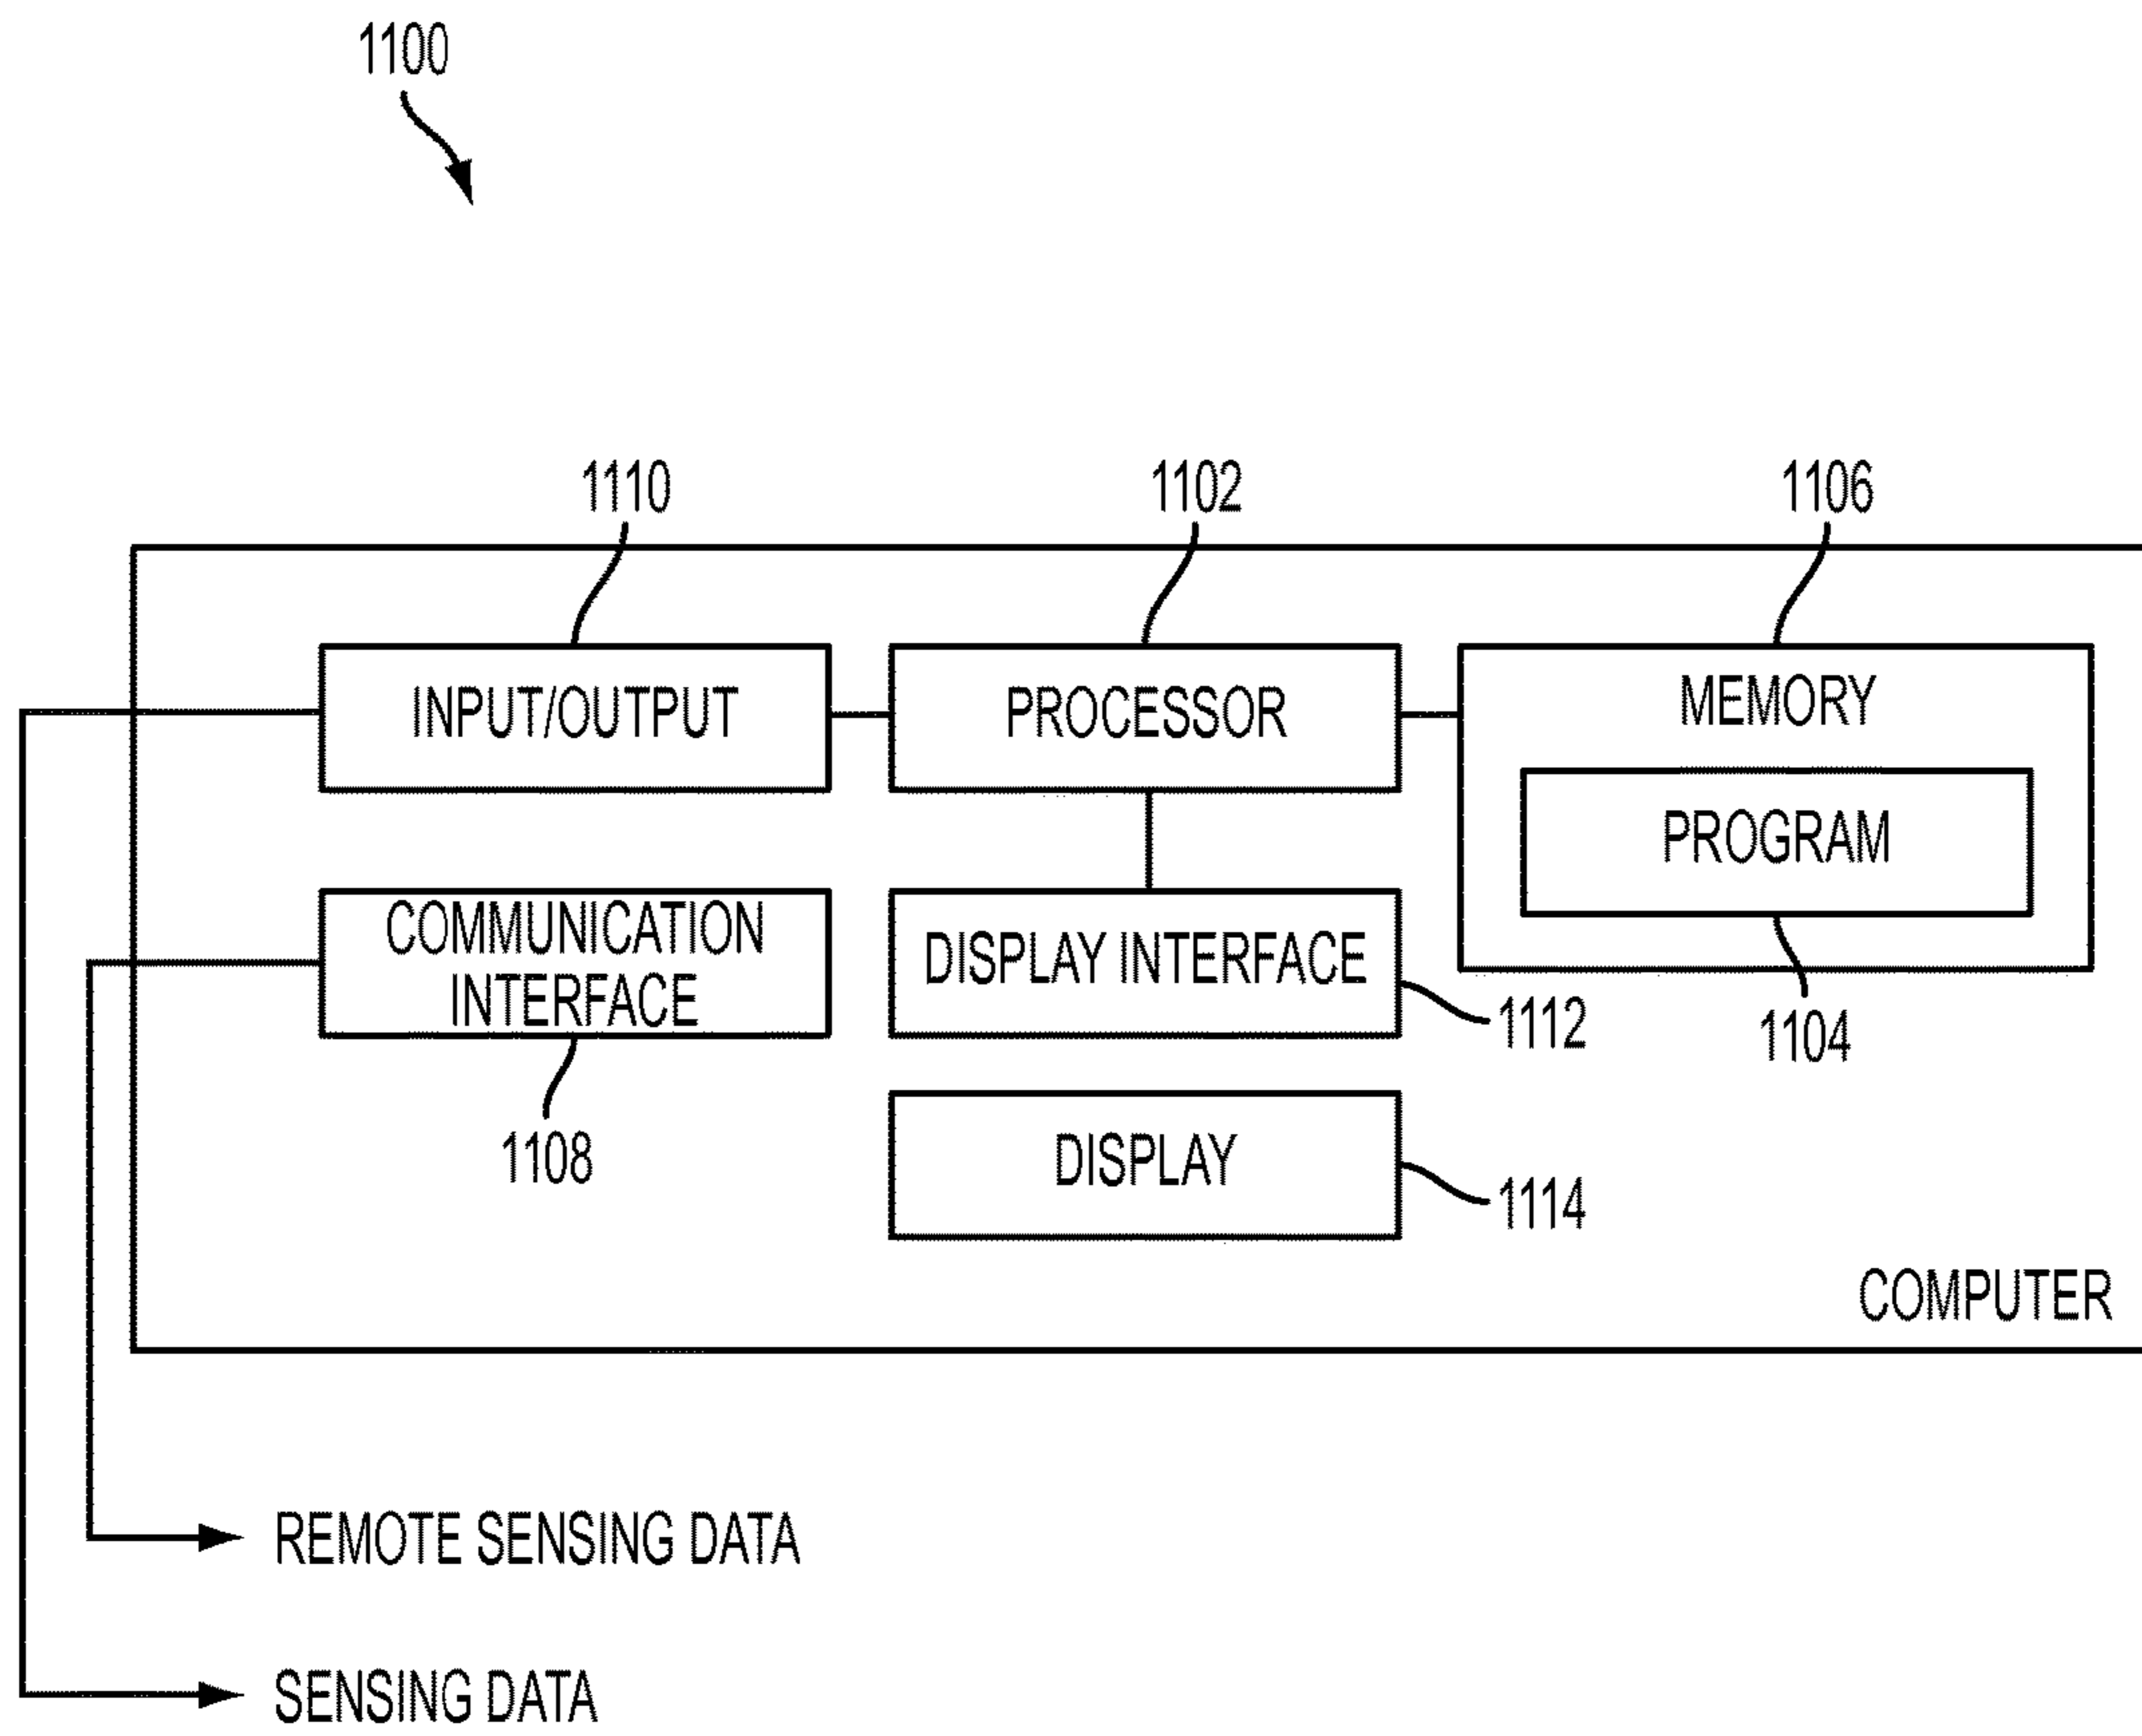 1100
1110
1102
1106
INPUT/OUTPUT
PROCESSOR
MEMORY
PROGRAM
COMMUNICATION
INTERFACE
DISPLAY INTERFACE
1112
1104
1108
DISPLAY
1114
COMPUTER
REMOTE SENSING DATA
SENSING DATA